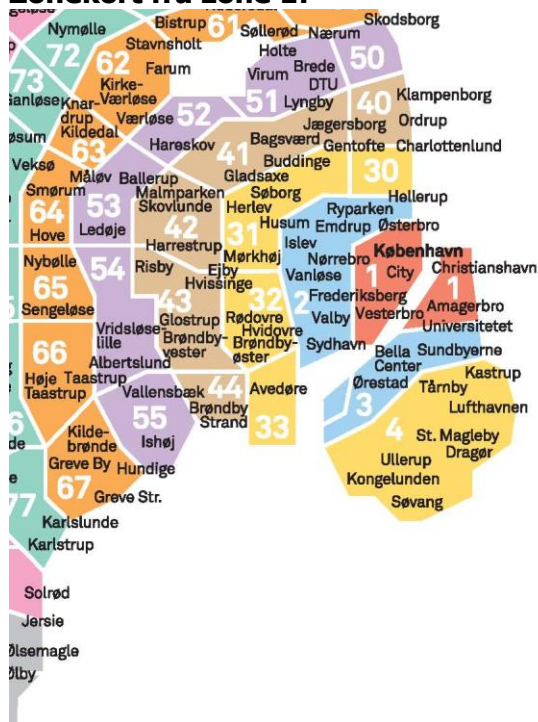 Zonekort fra zone 1:
Bistrup
61
Skodsborg
Nymølle
Søllerød
Nærum
Stavnsholt
72
62
Farum
Holte
50
Brede
Virum
DTU
73
Kirke-
Værløse
Ganløse
Knar-
drup
Kildedal
Værløse
52
51
Lyngby
40
Klampenborg
Jægersborg
Ordrup
Hareskov
Bagsværd
Gentofte
Charlottenlund
63
41
Buddinge
Veksø
Måløv
Ballerup
Gladsaxe
30
Smørum
Malmparken
Skovlunde
Søborg
Hellerup
64
53
Herlev
Ryparken
42
Husum
Emdrup
Østerbro
Hove
Ledøje
31
Islev
København
Harrestrup
Mørkhøj
Nørrebro
1
City
Christianshavn
Nybølle
54
Risby
Ejby
Vanløse
1
Hvissinge
65
43
32
2
Frederiksberg
Amagerbro
Sengeløse
Glostrup
Rødovre
Valby
Vesterbro
Universitetet
Vridsløse-
lille
Brøndby-
vester
Hvidovre
Brøndby-
øster
Sydhavn
66
Albertslund
Bella
Center
Sundbyerne
Høje
Taastrup
Taastrup
Vallensbæk
44
Avedøre
Ørestad
Kastrup
Tårnby
55
Brøndby
Strand
3
Lufthavnen
33
4
Kilde-
brønde
Ishøj
St. Magleby
Dragør
Greve By
Hundige
Ullerup
67
Kongelunden
77
Greve Str.
Søvang
Karlslunde
Karlstrup
Solrød
Jersie
Ølsemagle
Ølby